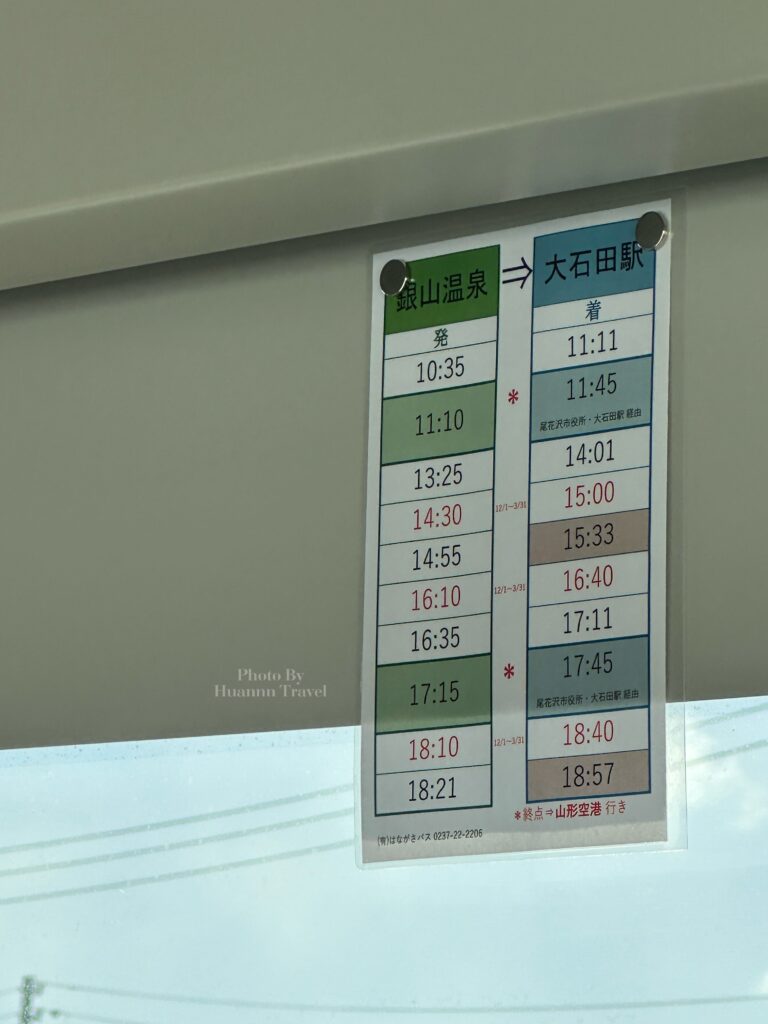 銀山温泉 ⇒ 大石田駅
発 着
10:35 11:11
11:10 * 11:45
尾花沢市役所・大石田駅 経由
13:25 14:01
14:30 12/1~3/31 15:00
14:55 15:33
16:10 12/1~3/31 16:40
16:35 17:11
17:15 * 17:45
尾花沢市役所・大石田駅 経由
18:10 12/1~3/31 18:40
18:21 18:57
*終点⇒山形空港 行き
(有)はながさバス 0237-22-2206
Photo By
Huannn Travel